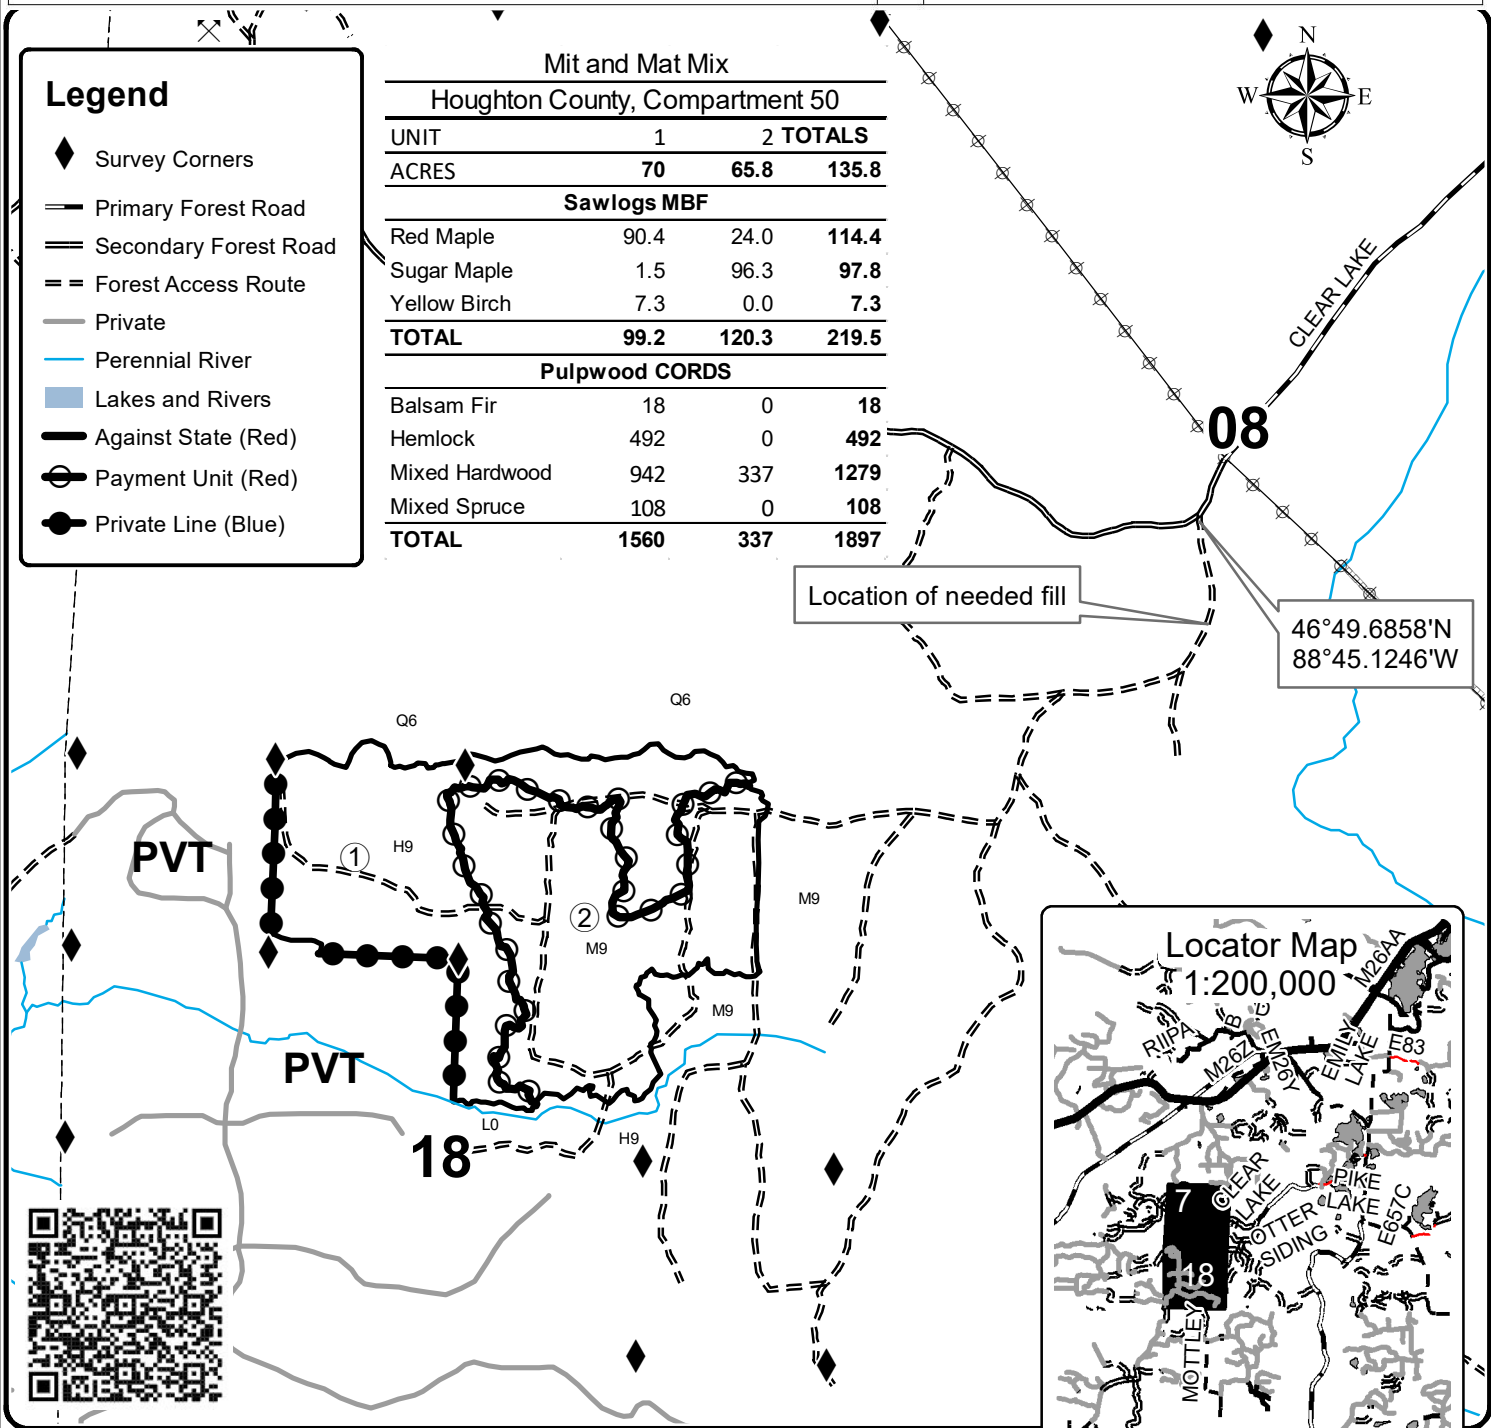 Legend
Survey Corners
Primary Forest Road
Secondary Forest Road
Forest Access Route
Private
Perennial River
Lakes and Rivers
Against State (Red)
Payment Unit (Red)
Private Line (Blue)
Mit and Mat Mix
Houghton County, Compartment 50
UNIT 1 2 TOTALS
ACRES 70 65.8 135.8
Sawlogs MBF
Red Maple 90.4 24.0 114.4
Sugar Maple 1.5 96.3 97.8
Yellow Birch 7.3 0.0 7.3
TOTAL 99.2 120.3 219.5
Pulpwood CORDS
Balsam Fir 18 0 18
Hemlock 492 0 492
Mixed Hardwood 942 337 1279
Mixed Spruce 108 0 108
TOTAL 1560 337 1897
N
W E
S
CLEAR LAKE
08
Location of needed fill
46°49.6858'N
88°45.1246'W
Q6
Q6
PVT
1
H9
2
M9
M9
M9
PVT
L0
H9
18
Locator Map
1:200,000
M26AA
RIIPA
B
M26Z
EM26Y
EMILY
LAKE
E83
CLEAR
LAKE
PIKE
LAKE
E657C
OTTER
SIDING
7
18
MOTTLEY